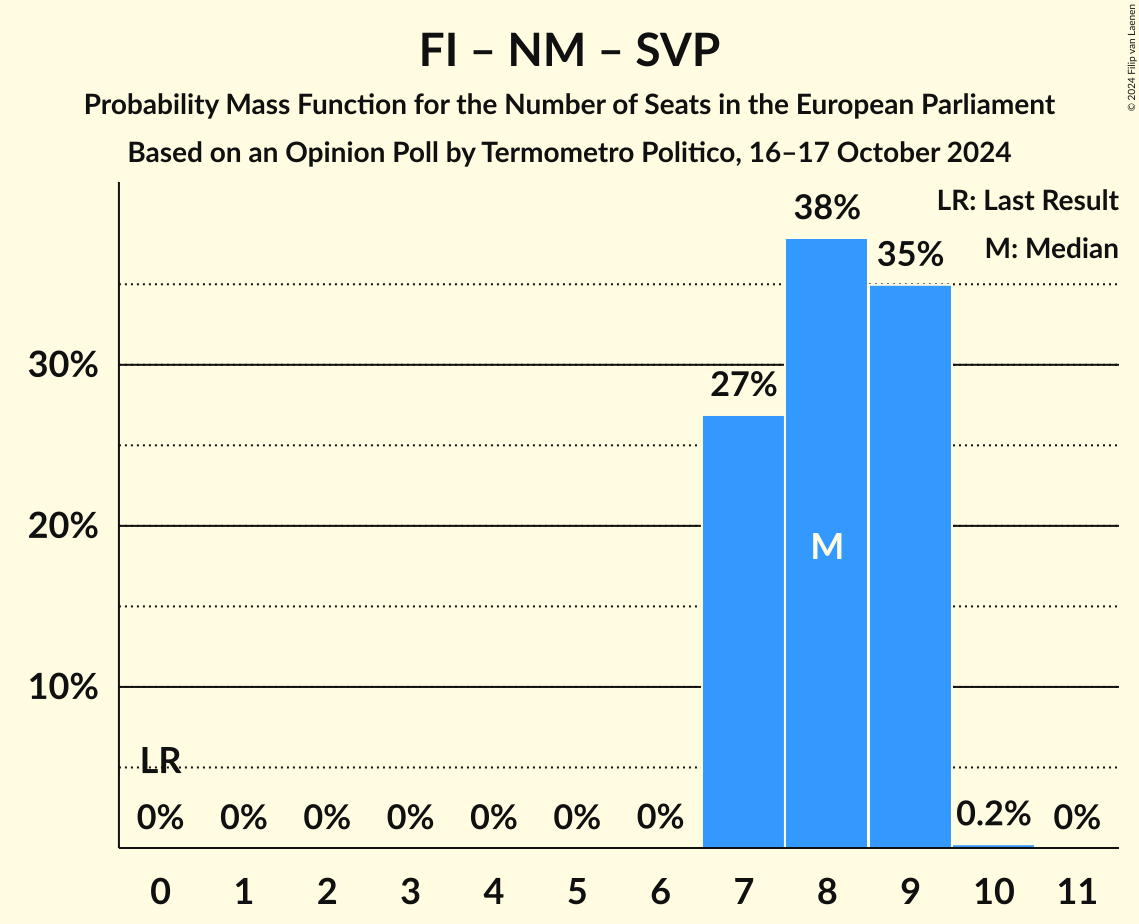 FI – NM – SVP
Probability Mass Function for the Number of Seats in the European Parliament
Based on an Opinion Poll by Termometro Politico, 16–17 October 2024
© 2024 Filip van Laenen
LR: Last Result
M: Median
38%
35%
30%
27%
20%
M
10%
LR
0% 0% 0% 0% 0% 0% 0% 0.2% 0%
0 1 2 3 4 5 6 7 8 9 10 11